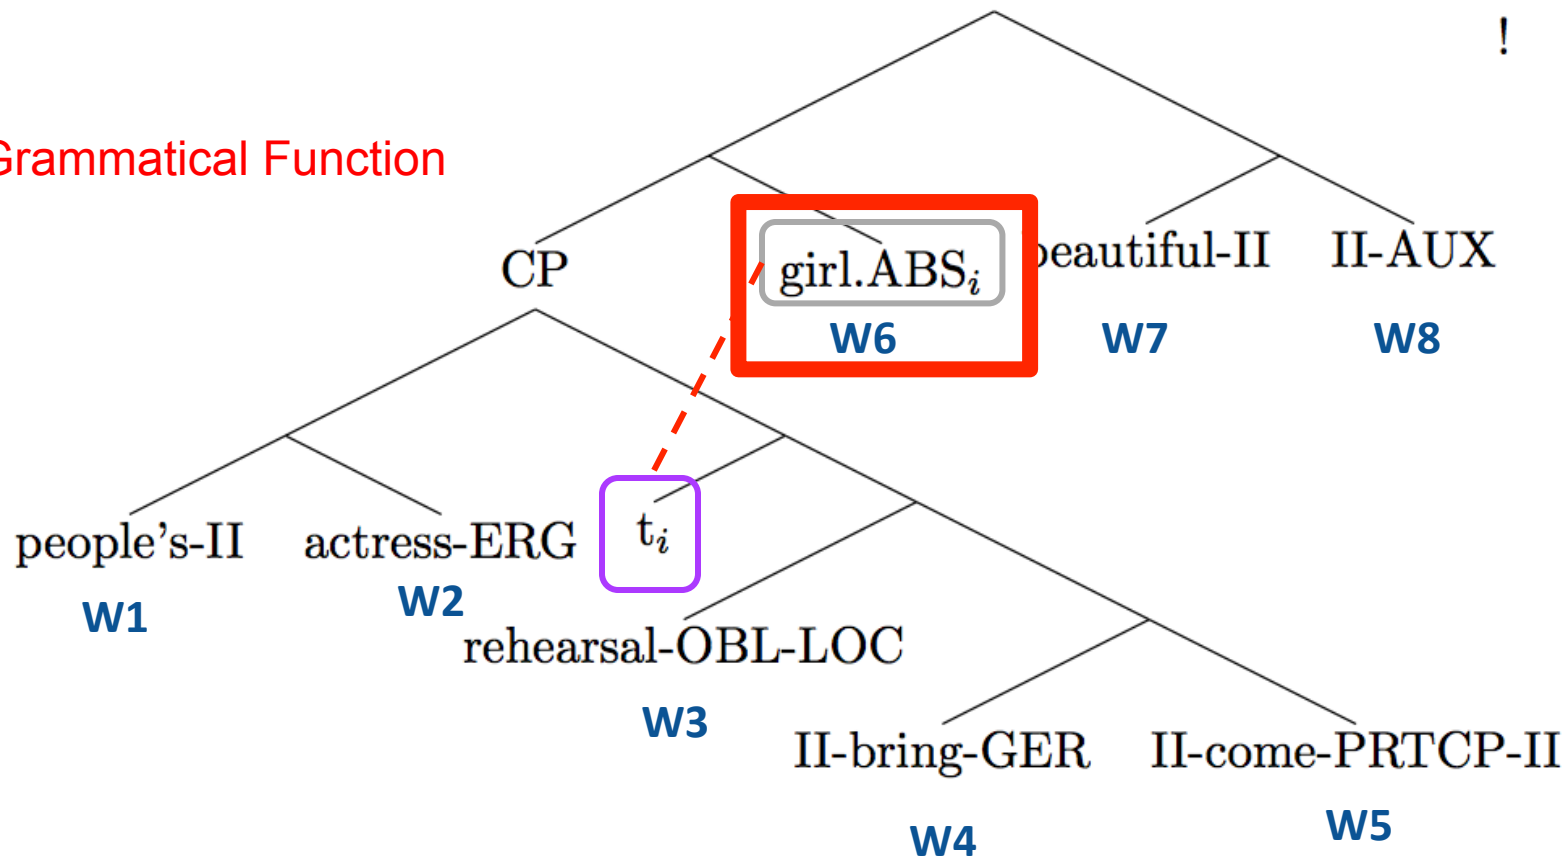 !
Grammatical Function
CP
girl.ABSi
beautiful-II
II-AUX
W6
W7
W8
people's-II
actress-ERG
ti
W1
W2
rehearsal-OBL-LOC
W3
II-bring-GER
II-come-PRTCP-II
W4
W5